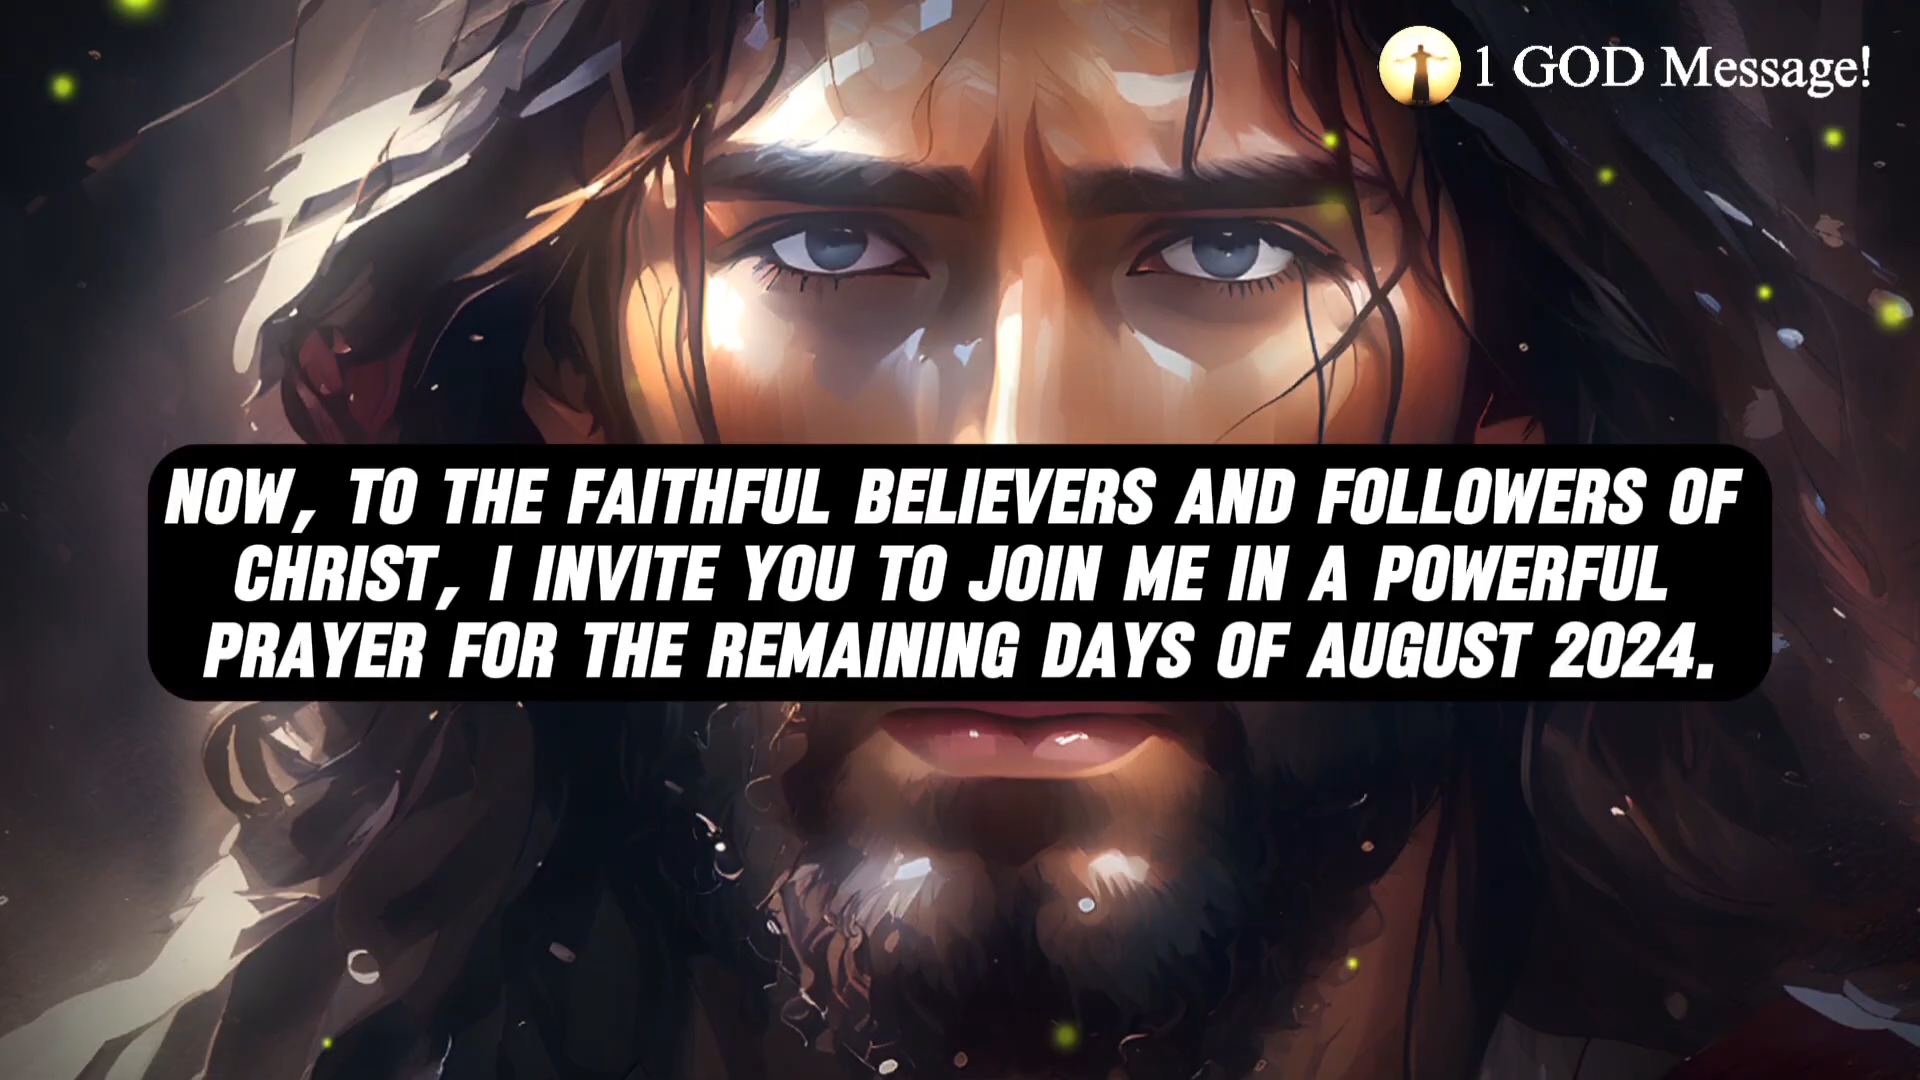 1 GOD Message!
NOW, TO THE FAITHFUL BELIEVERS AND FOLLOWERS OF
CHRIST, I INVITE YOU TO JOIN ME IN A POWERFUL
PRAYER FOR THE REMAINING DAYS OF AUGUST 2024.